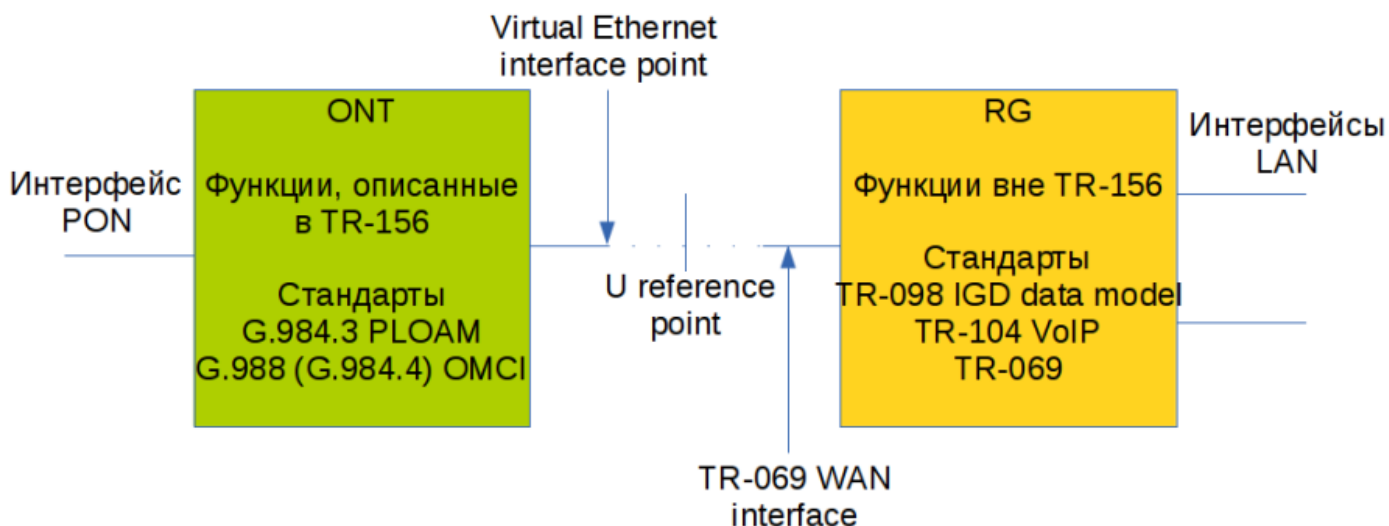 Virtual Ethernet
interface point
ONT
Функции, описанные
в TR-156
Стандарты
G.984.3 PLOAM
G.988 (G.984.4) OMCI
Интерфейс
PON
U reference
point
TR-069 WAN
interface
RG
Функции вне TR-156
Стандарты
TR-098 IGD data model
TR-104 VoIP
TR-069
Интерфейсы
LAN